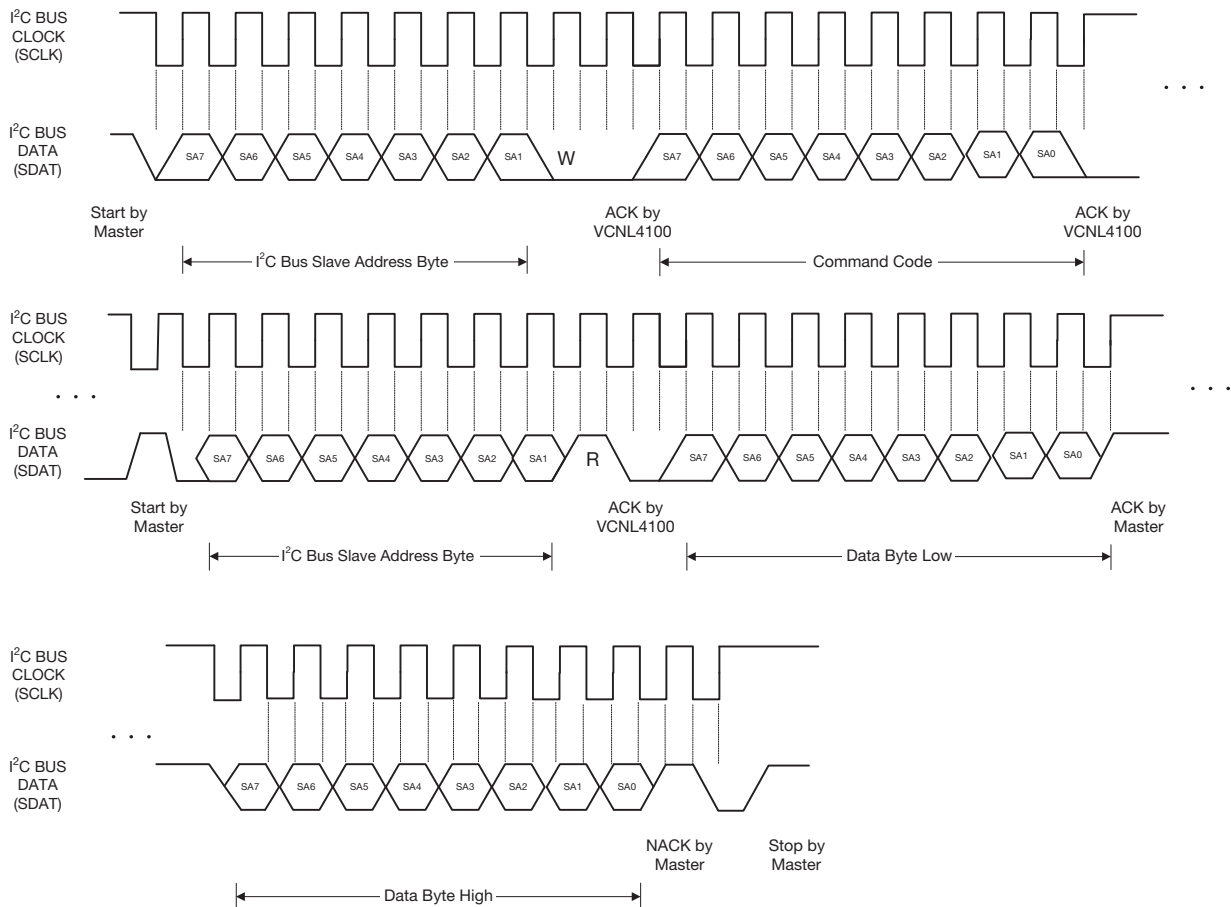 I²C BUS
CLOCK
(SCLK)
. . .
I²C BUS
DATA
(SDAT)
SA7 SA6 SA5 SA4 SA3 SA2 SA1 W SA7 SA6 SA5 SA4 SA3 SA2 SA1 SA0
Start by
Master
ACK by
VCNL4100
ACK by
VCNL4100
I²C Bus Slave Address Byte
Command Code
I²C BUS
CLOCK
(SCLK)
. . .
. . .
I²C BUS
DATA
(SDAT)
SA7 SA6 SA5 SA4 SA3 SA2 SA1 R SA7 SA6 SA5 SA4 SA3 SA2 SA1 SA0
Start by
Master
ACK by
VCNL4100
ACK by
Master
I²C Bus Slave Address Byte
Data Byte Low
I²C BUS
CLOCK
(SCLK)
. . .
I²C BUS
DATA
(SDAT)
SA7 SA6 SA5 SA4 SA3 SA2 SA1 SA0
NACK by
Master
Stop by
Master
Data Byte High